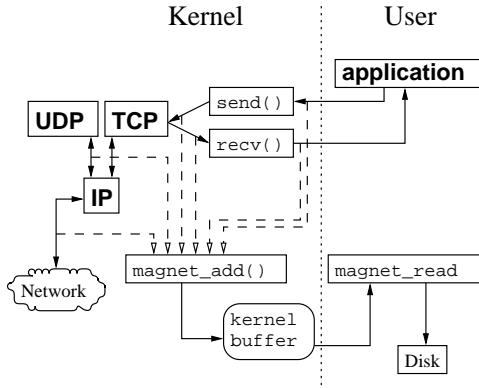 Kernel
User
application
send()
UDP
TCP
recv()
IP
magnet_add()
magnet_read
Network
kernel
buffer
Disk